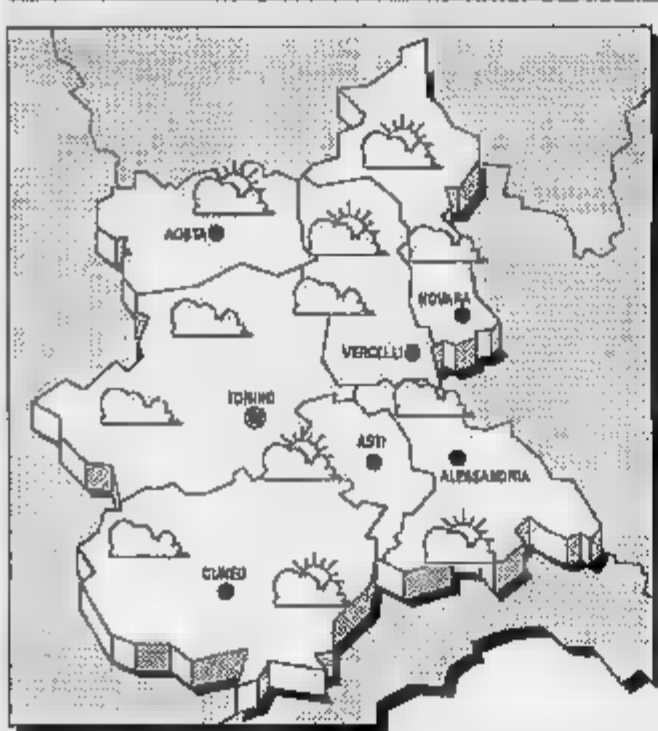 AOSTA
NOVARA
VERCELLI
TORINO
ASTI
ALESSANDRIA
CUNEO